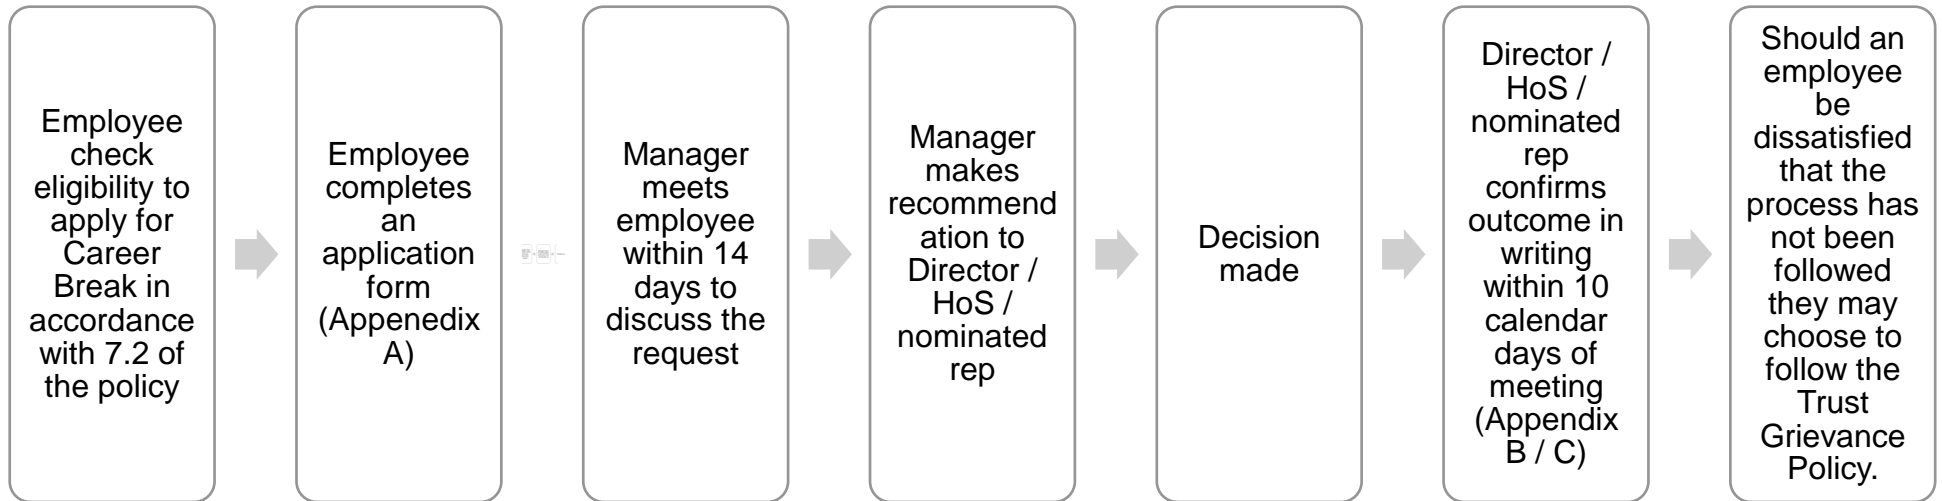 Employee
check
eligibility to
apply for
Career
Break in
accordance
with 7.2 of
the policy
Employee
completes
an
application
form
(Appenedix
A)
Manager
meets
employee
within 14
days to
discuss the
request
Manager
makes
recommend
ation to
Director /
HoS /
nominated
rep
Decision
made
Director /
HoS /
nominated
rep
confirms
outcome in
writing
within 10
calendar
days of
meeting
(Appendix
B / C)
Should an
employee
be
dissatisfied
that the
process has
not been
followed
they may
choose to
follow the
Trust
Grievance
Policy.